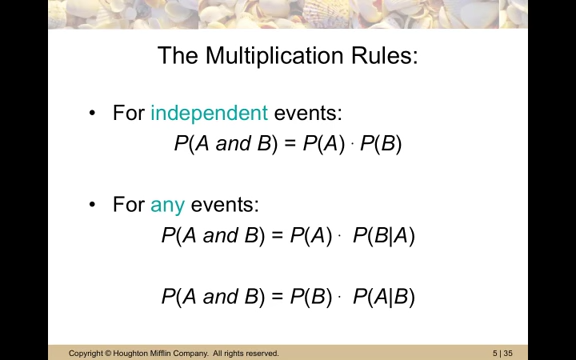 The Multiplication Rules:
• For independent events:
P(A and B) = P(A) · P(B)
• For any events:
P(A and B) = P(A) · P(B|A)
P(A and B) = P(B) · P(A|B)
Copyright © Houghton Mifflin Company. All rights reserved.
5 | 35